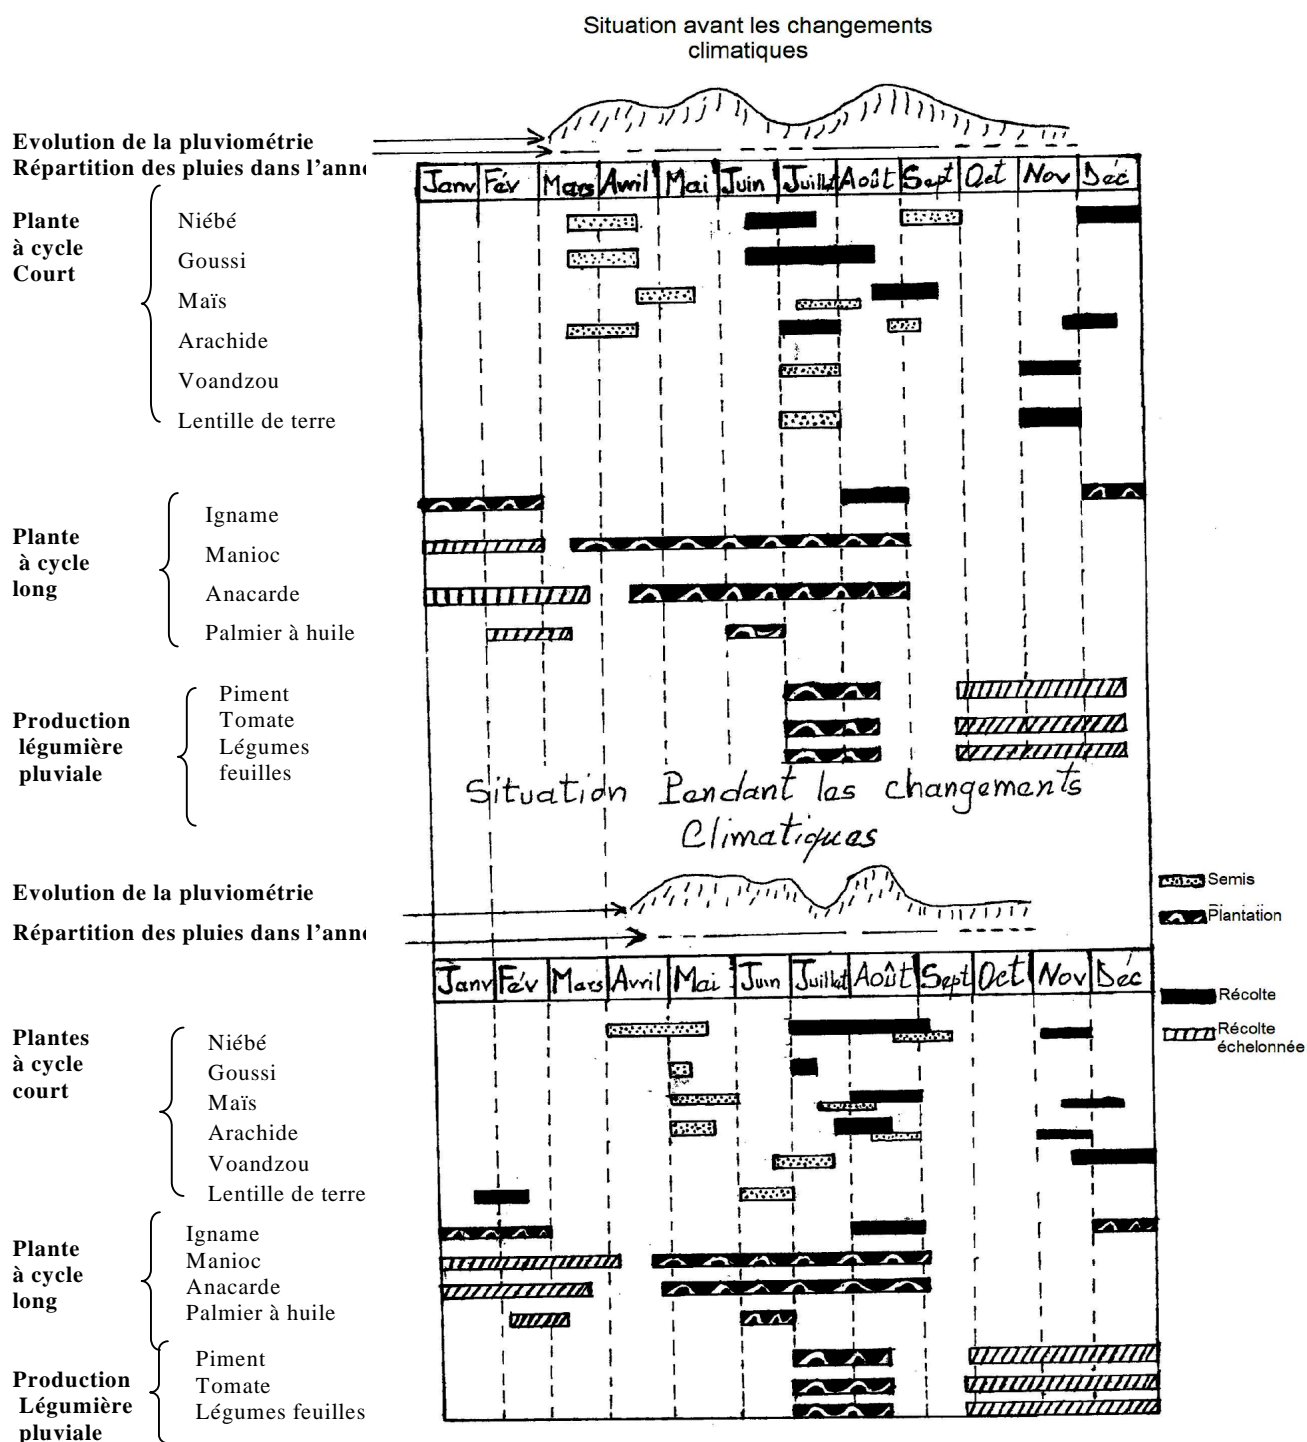 Situation avant les changements
climatiques
Evolution de la pluviométrie
Répartition des pluies dans l'anné
Janv Fév Mars Avril Mai Juin Juillet Août Sept Oct Nov Déc
Plante
à cycle
Court
Niébé
Goussi
Maïs
Arachide
Voandzou
Lentille de terre
Plante
à cycle
long
Igname
Manioc
Anacarde
Palmier à huile
Production
légumière
pluviale
Piment
Tomate
Légumes
feuilles
Situation Pendant les changements
Climatiques
Evolution de la pluviométrie
Répartition des pluies dans l'anné
Semis
Plantation
Récolte
Récolte
échelonnée
Janv Fév Mars Avril Mai Juin Juillet Août Sept Oct Nov Déc
Plantes
à cycle
court
Niébé
Goussi
Maïs
Arachide
Voandzou
Lentille de terre
Plante
à cycle
long
Igname
Manioc
Anacarde
Palmier à huile
Production
Légumière
pluviale
Piment
Tomate
Légumes feuilles